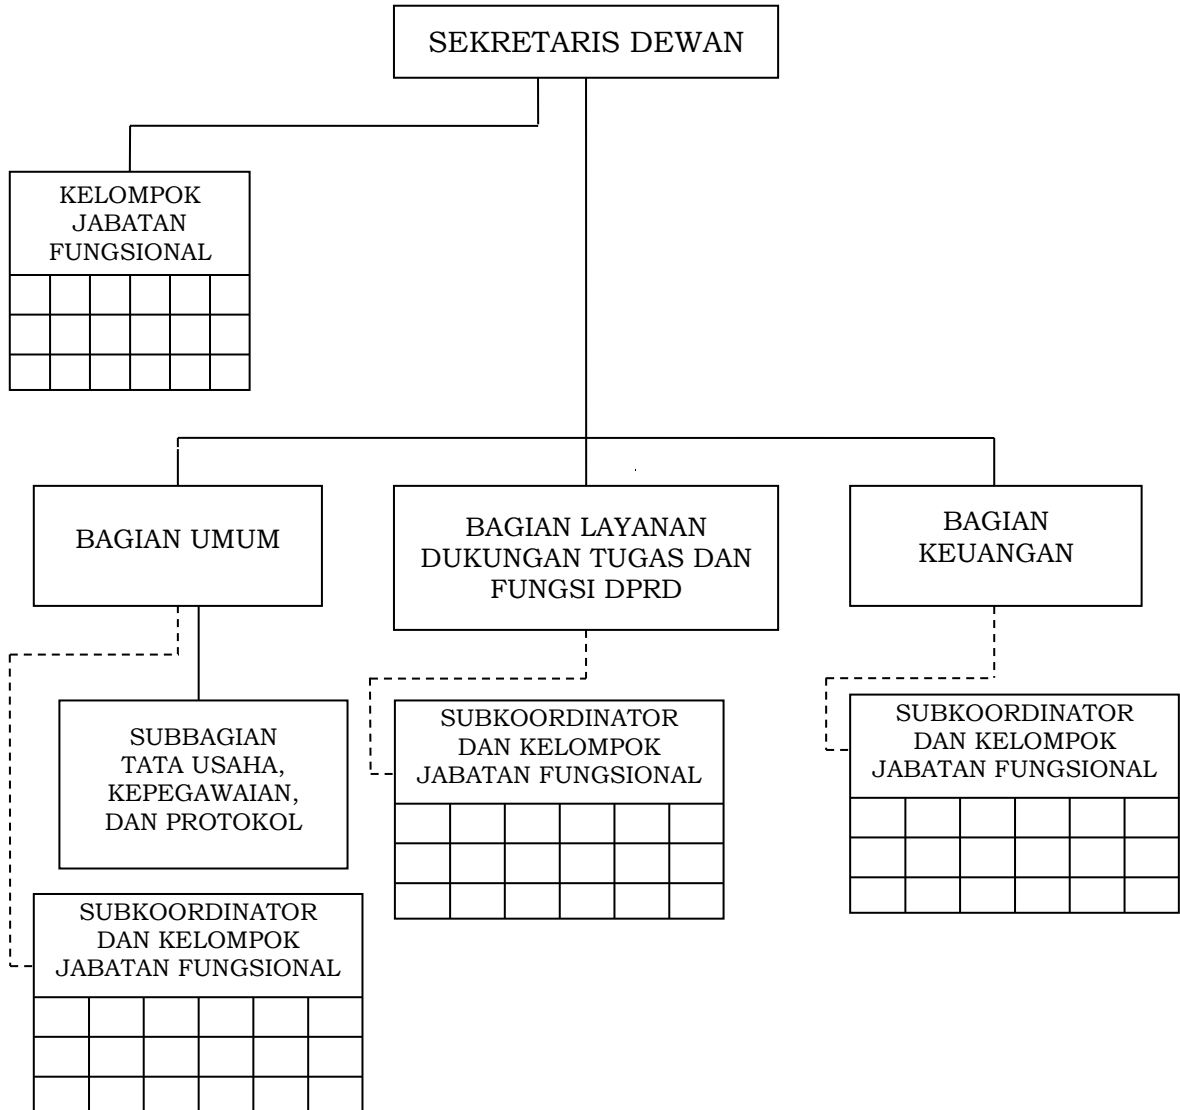 SEKRETARIS DEWAN
KELOMPOK
JABATAN
FUNGSIONAL
BAGIAN UMUM
BAGIAN LAYANAN
DUKUNGAN TUGAS DAN
FUNGSI DPRD
BAGIAN
KEUANGAN
SUBBAGIAN
TATA USAHA,
KEPEGAWAIAN,
DAN PROTOKOL
SUBKOORDINATOR
DAN KELOMPOK
JABATAN FUNGSIONAL
SUBKOORDINATOR
DAN KELOMPOK
JABATAN FUNGSIONAL
SUBKOORDINATOR
DAN KELOMPOK
JABATAN FUNGSIONAL